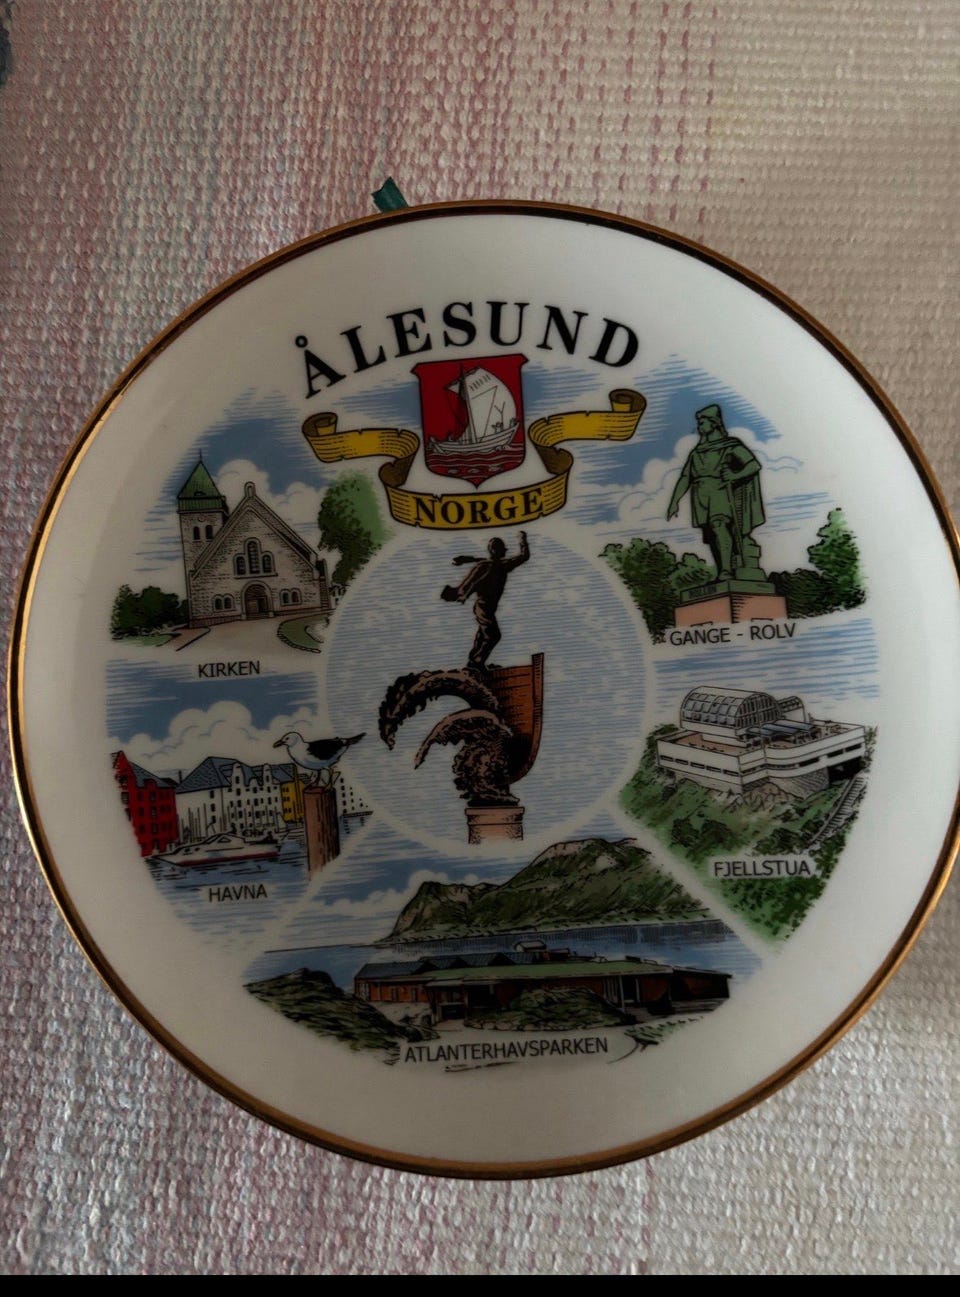 ÅLESUND
NORGE
KIRKEN
GANGE - ROLV
HAVNA
FJELLSTUA
ATLANTERHAVSPARKEN